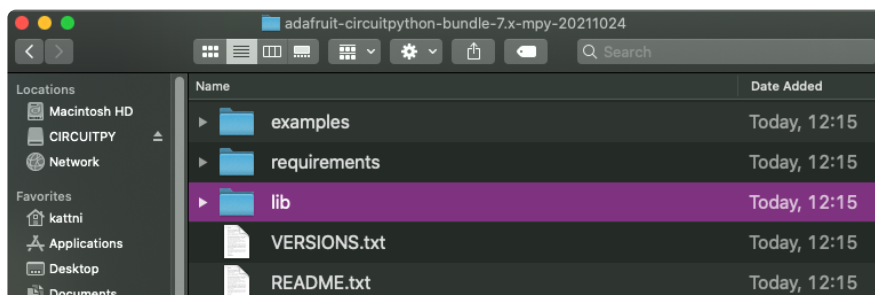 adafruit-circuitpython-bundle-7.x-mpy-20211024
Search
Locations
Macintosh HD
CIRCUITPY
Network
Favorites
kattni
Applications
Desktop
Documents
Name Date Added
examples Today, 12:15
requirements Today, 12:15
lib Today, 12:15
VERSIONS.txt Today, 12:15
README.txt Today, 12:15